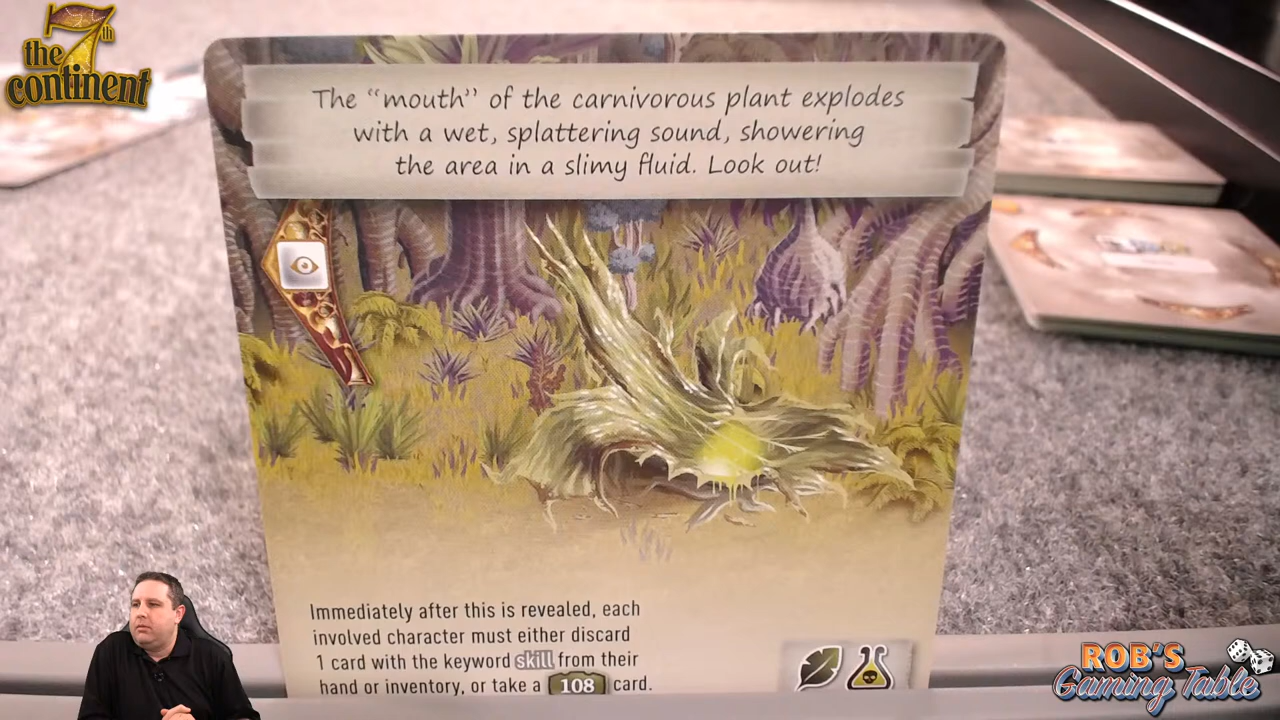 the 7th
continent
The “mouth” of the carnivorous plant explodes
with a wet, splattering sound, showering
the area in a slimy fluid. Look out!
Immediately after this is revealed, each
involved character must either discard
1 card with the keyword skill from their
hand or inventory, or take a 108 card.
ROB'S
Gaming Table